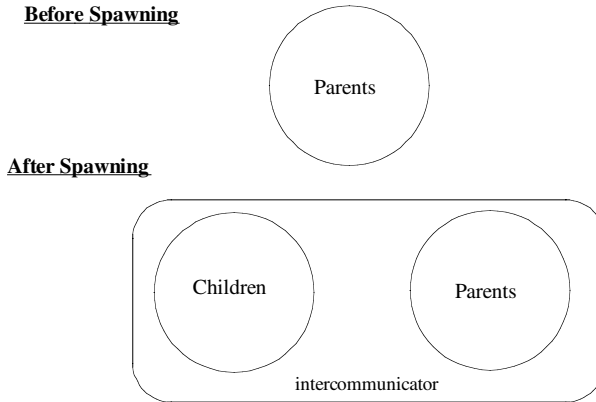 Before Spawning
Parents
After Spawning
Children
Parents
intercommunicator